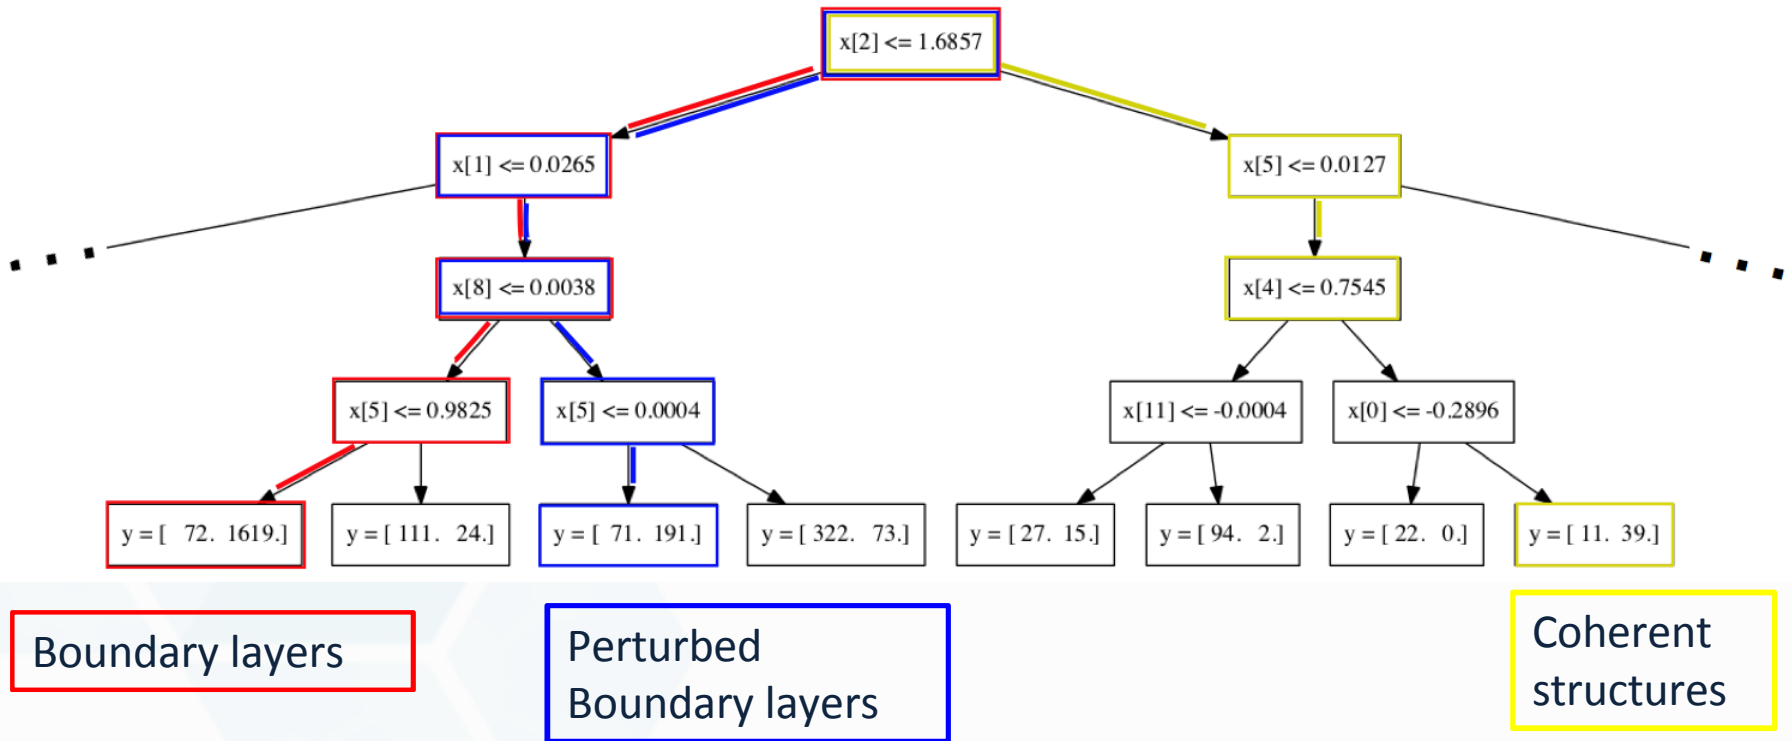 x[2] <= 1.6857
x[1] <= 0.0265
x[5] <= 0.0127
x[8] <= 0.0038
x[4] <= 0.7545
x[5] <= 0.9825
x[5] <= 0.0004
x[11] <= -0.0004
x[0] <= -0.2896
y = [ 72. 1619.]
y = [ 111. 24.]
y = [ 71. 191.]
y = [ 322. 73.]
y = [ 27. 15.]
y = [ 94. 2.]
y = [ 22. 0.]
y = [ 11. 39.]
Boundary layers
Perturbed
Boundary layers
Coherent
structures